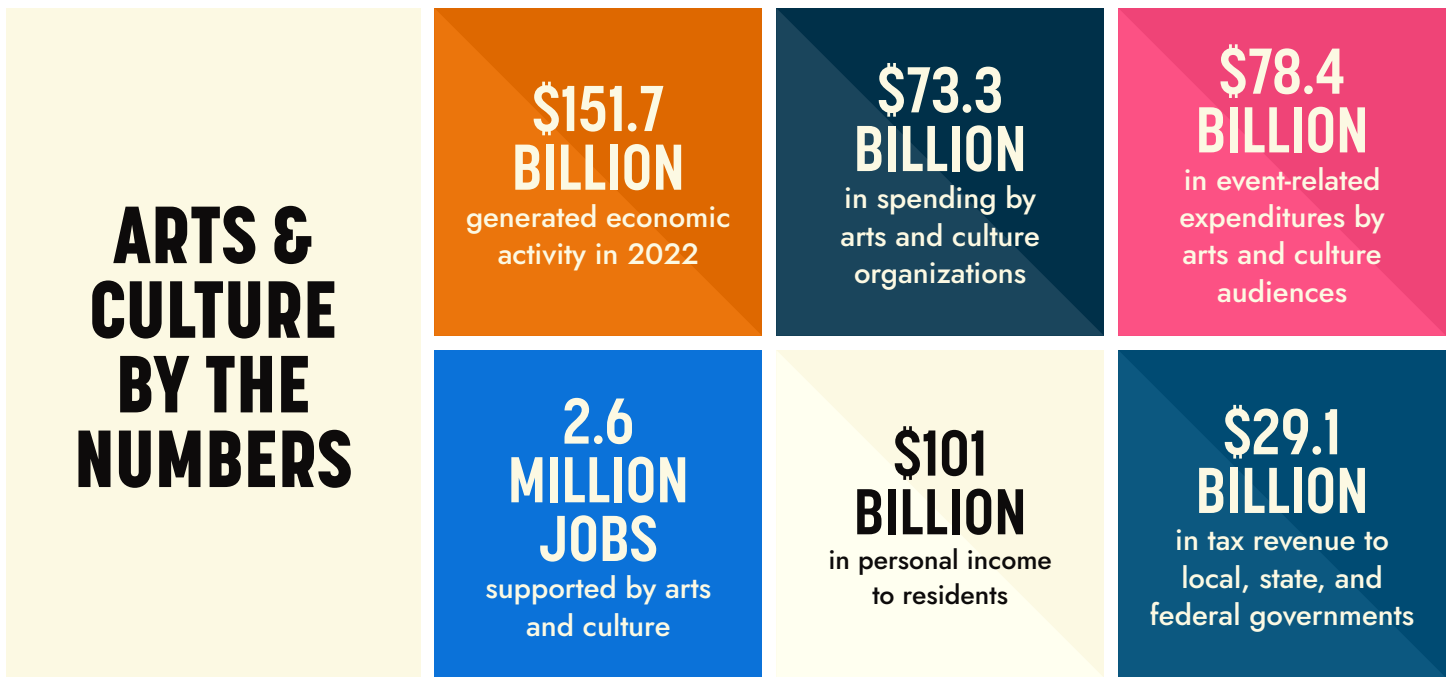 ARTS &
CULTURE
BY THE
NUMBERS
$151.7
BILLION
generated economic
activity in 2022
$73.3
BILLION
in spending by
arts and culture
organizations
$78.4
BILLION
in event-related
expenditures by
arts and culture
audiences
2.6
MILLION
JOBS
supported by arts
and culture
$101
BILLION
in personal income
to residents
$29.1
BILLION
in tax revenue to
local, state, and
federal governments